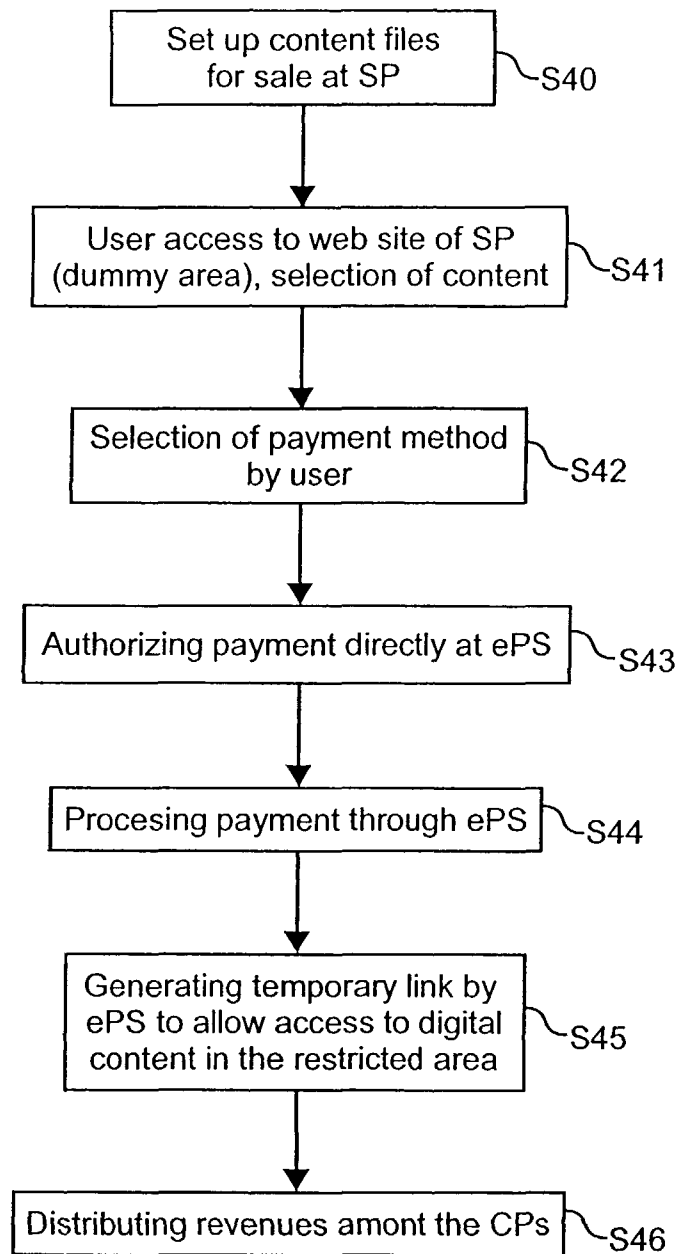 Set up content files
for sale at SP
S40
User access to web site of SP
(dummy area), selection of content
S41
Selection of payment method
by user
S42
Authorizing payment directly at ePS
S43
Procesing payment through ePS
S44
Generating temporary link by
ePS to allow access to digital
content in the restricted area
S45
Distributing revenues amont the CPs
S46